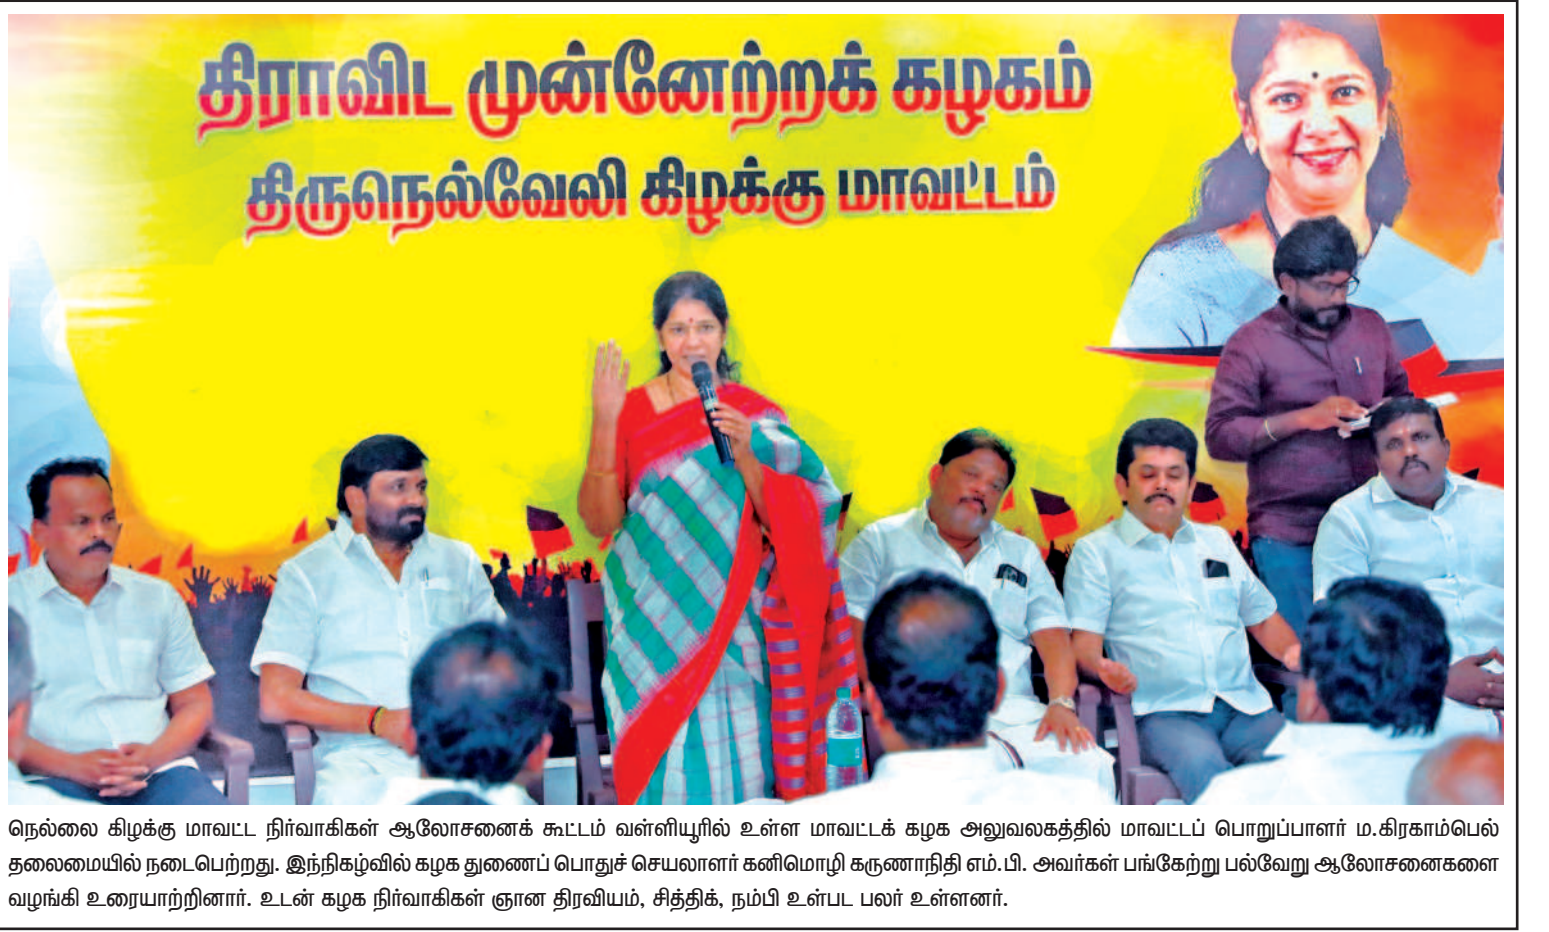 திராவிட முன்னேற்றக் கழகம்
திருநெல்வேலி கிழக்கு மாவட்டம்
நெல்லை கிழக்கு மாவட்ட நிர்வாகிகள் ஆலோசனைக் கூட்டம் வள்ளியூரில் உள்ள மாவட்டக் கழக அலுவலகத்தில் மாவட்டப் பொறுப்பாளர் ம.கிரகாம்பெல்
தலைமையில் நடைபெற்றது. இந்நிகழ்வில் கழக துணைப் பொதுச் செயலாளர் கனிமொழி கருணாநிதி எம்.பி. அவர்கள் பங்கேற்று பல்வேறு ஆலோசனைகளை
வழங்கி உரையாற்றினார். உடன் கழக நிர்வாகிகள் ஞான திரவியம், சித்திக், நம்பி உள்பட பலர் உள்ளனர்.